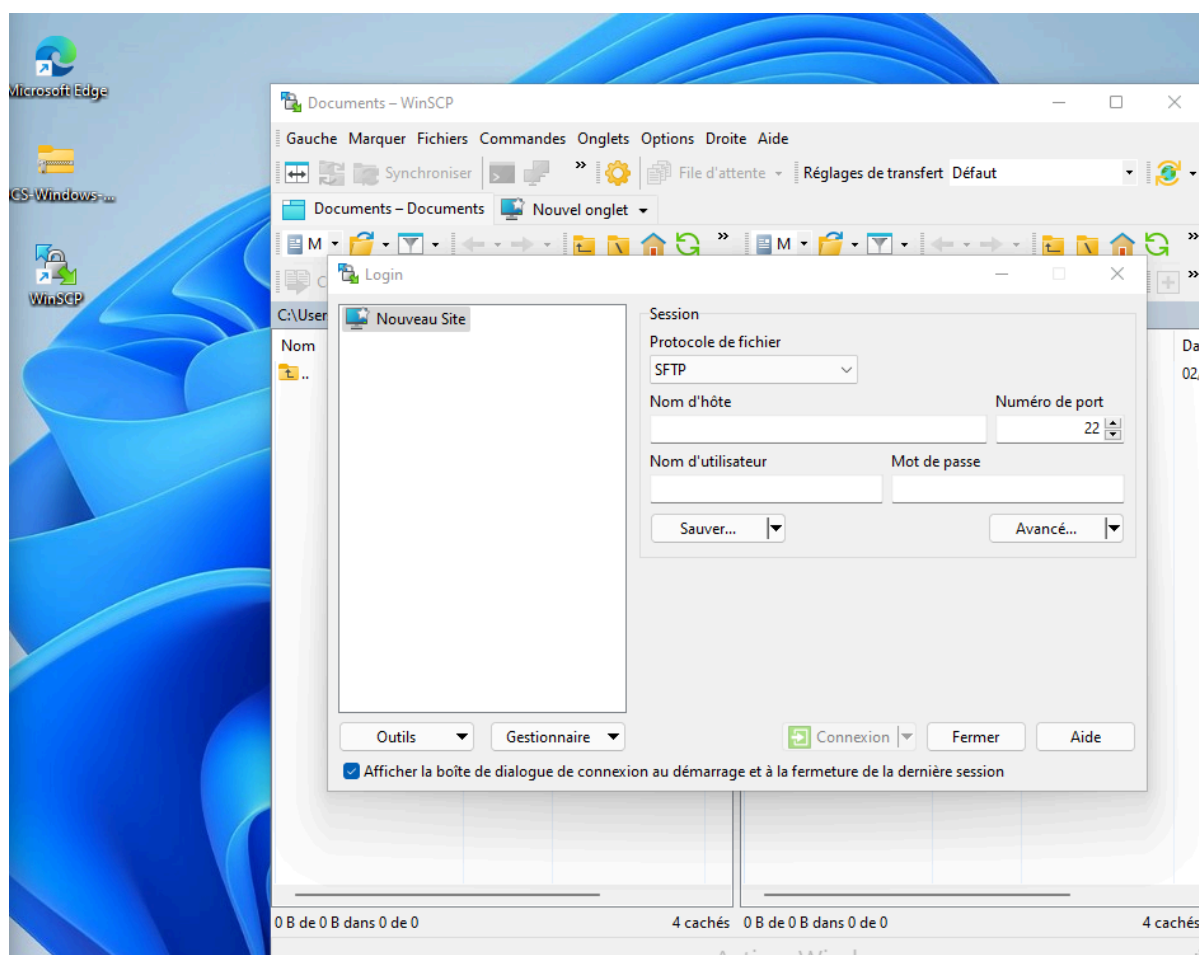 Microsoft Edge
CS-Windows-...
WinSCP
Documents – WinSCP
Gauche Marquer Fichiers Commandes Onglets Options Droite Aide
Synchroniser » File d'attente Réglages de transfert Défaut
Documents – Documents Nouvel onglet
M » M »
Login
C »
C:\User
Nom
..
Da
02/
Nouveau Site
Session
Protocole de fichier
SFTP
Nom d'hôte Numéro de port
22
Nom d'utilisateur Mot de passe
Sauver... Avancé...
Outils Gestionnaire Connexion Fermer Aide
Afficher la boîte de dialogue de connexion au démarrage et à la fermeture de la dernière session
0 B de 0 B dans 0 de 0 4 cachés 0 B de 0 B dans 0 de 0 4 cachés